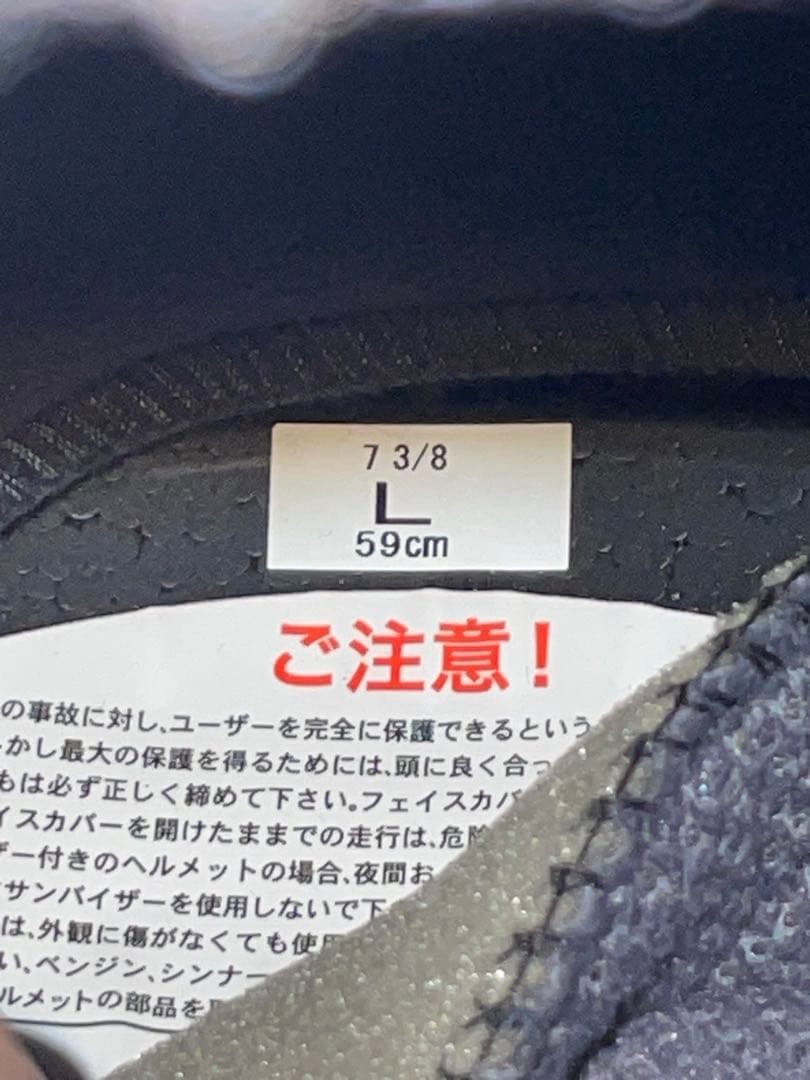 7 3/8
L
59cm
ご注意！
の事故に対し、ユーザーを完全に保護できるという
かし最大の保護を得るためには、頭に良く合っ
もは必ず正しく締めて下さい。フェイスカバ
イスカバーを開けたままでの走行は、危険
ザー付きのヘルメットの場合、夜間お
サンバイザーを使用しないで下
は、外観に傷がなくても使用
い、ベンジン、シンナー
ルメットの部品を